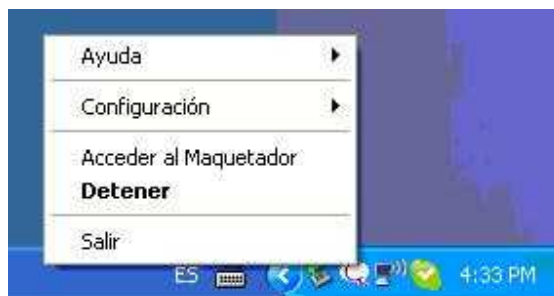 Ayuda
Configuración
Acceder al Maquetador
Detener
Salir
ES
4:33 PM